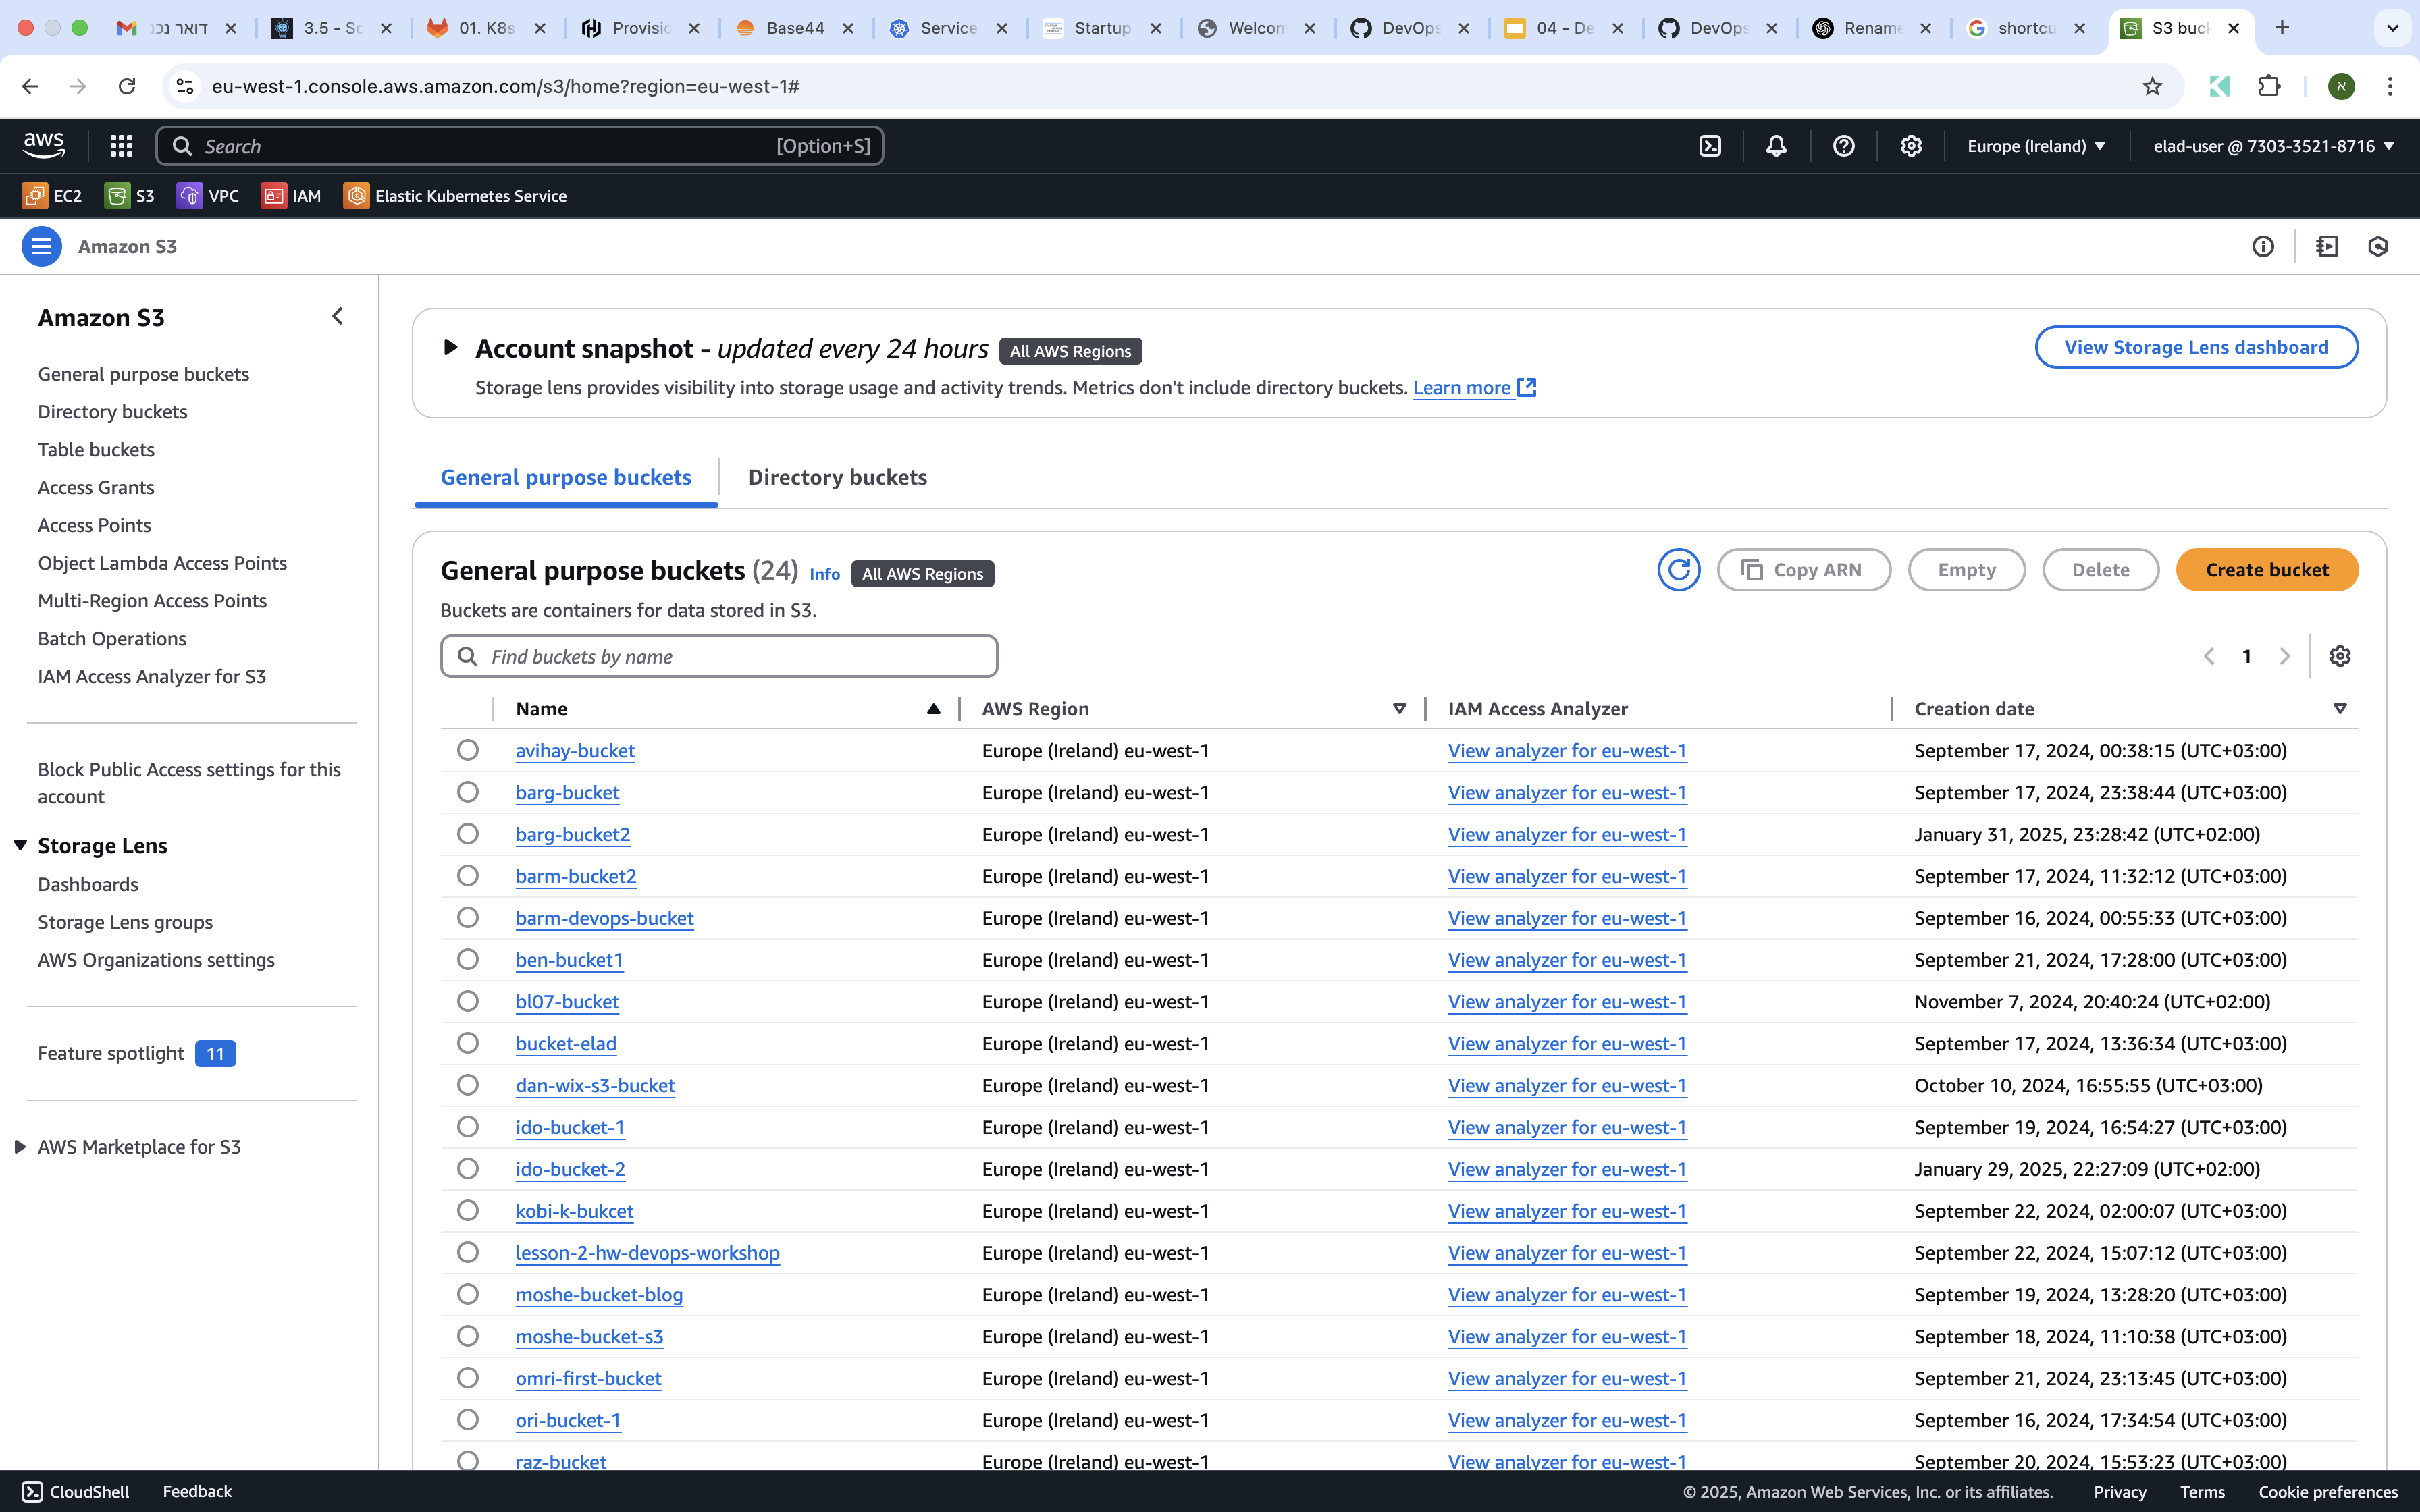 דואר נכנ
3.5 - Sc
01. K8s
Provisic
Base44
Service
Startup
Welcom
DevOps
04 - De
DevOps
Rename
shortcu
S3 buck
eu-west-1.console.aws.amazon.com/s3/home?region=eu-west-1#
א
aws
Search
[Option+S]
Europe (Ireland)
elad-user @ 7303-3521-8716
EC2
S3
VPC
IAM
Elastic Kubernetes Service
Amazon S3
Amazon S3
General purpose buckets
Directory buckets
Table buckets
Access Grants
Access Points
Object Lambda Access Points
Multi-Region Access Points
Batch Operations
IAM Access Analyzer for S3
Block Public Access settings for this
account
Storage Lens
Dashboards
Storage Lens groups
AWS Organizations settings
Feature spotlight 11
AWS Marketplace for S3
Account snapshot - updated every 24 hours All AWS Regions
View Storage Lens dashboard
Storage lens provides visibility into storage usage and activity trends. Metrics don't include directory buckets. Learn more
General purpose buckets
Directory buckets
General purpose buckets (24) Info All AWS Regions
Copy ARN
Empty
Delete
Create bucket
Buckets are containers for data stored in S3.
Find buckets by name
1
Name AWS Region IAM Access Analyzer Creation date
avihay-bucket Europe (Ireland) eu-west-1 View analyzer for eu-west-1 September 17, 2024, 00:38:15 (UTC+03:00)
barg-bucket Europe (Ireland) eu-west-1 View analyzer for eu-west-1 September 17, 2024, 23:38:44 (UTC+03:00)
barg-bucket2 Europe (Ireland) eu-west-1 View analyzer for eu-west-1 January 31, 2025, 23:28:42 (UTC+02:00)
barm-bucket2 Europe (Ireland) eu-west-1 View analyzer for eu-west-1 September 17, 2024, 11:32:12 (UTC+03:00)
barm-devops-bucket Europe (Ireland) eu-west-1 View analyzer for eu-west-1 September 16, 2024, 00:55:33 (UTC+03:00)
ben-bucket1 Europe (Ireland) eu-west-1 View analyzer for eu-west-1 September 21, 2024, 17:28:00 (UTC+03:00)
bl07-bucket Europe (Ireland) eu-west-1 View analyzer for eu-west-1 November 7, 2024, 20:40:24 (UTC+02:00)
bucket-elad Europe (Ireland) eu-west-1 View analyzer for eu-west-1 September 17, 2024, 13:36:34 (UTC+03:00)
dan-wix-s3-bucket Europe (Ireland) eu-west-1 View analyzer for eu-west-1 October 10, 2024, 16:55:55 (UTC+03:00)
ido-bucket-1 Europe (Ireland) eu-west-1 View analyzer for eu-west-1 September 19, 2024, 16:54:27 (UTC+03:00)
ido-bucket-2 Europe (Ireland) eu-west-1 View analyzer for eu-west-1 January 29, 2025, 22:27:09 (UTC+02:00)
kobi-k-bukcet Europe (Ireland) eu-west-1 View analyzer for eu-west-1 September 22, 2024, 02:00:07 (UTC+03:00)
lesson-2-hw-devops-workshop Europe (Ireland) eu-west-1 View analyzer for eu-west-1 September 22, 2024, 15:07:12 (UTC+03:00)
moshe-bucket-blog Europe (Ireland) eu-west-1 View analyzer for eu-west-1 September 19, 2024, 13:28:20 (UTC+03:00)
moshe-bucket-s3 Europe (Ireland) eu-west-1 View analyzer for eu-west-1 September 18, 2024, 11:10:38 (UTC+03:00)
omri-first-bucket Europe (Ireland) eu-west-1 View analyzer for eu-west-1 September 21, 2024, 23:13:45 (UTC+03:00)
ori-bucket-1 Europe (Ireland) eu-west-1 View analyzer for eu-west-1 September 16, 2024, 17:34:54 (UTC+03:00)
raz-bucket Europe (Ireland) eu-west-1 View analyzer for eu-west-1 September 20, 2024, 15:53:23 (UTC+03:00)
CloudShell
Feedback
© 2025, Amazon Web Services, Inc. or its affiliates.
Privacy
Terms
Cookie preferences